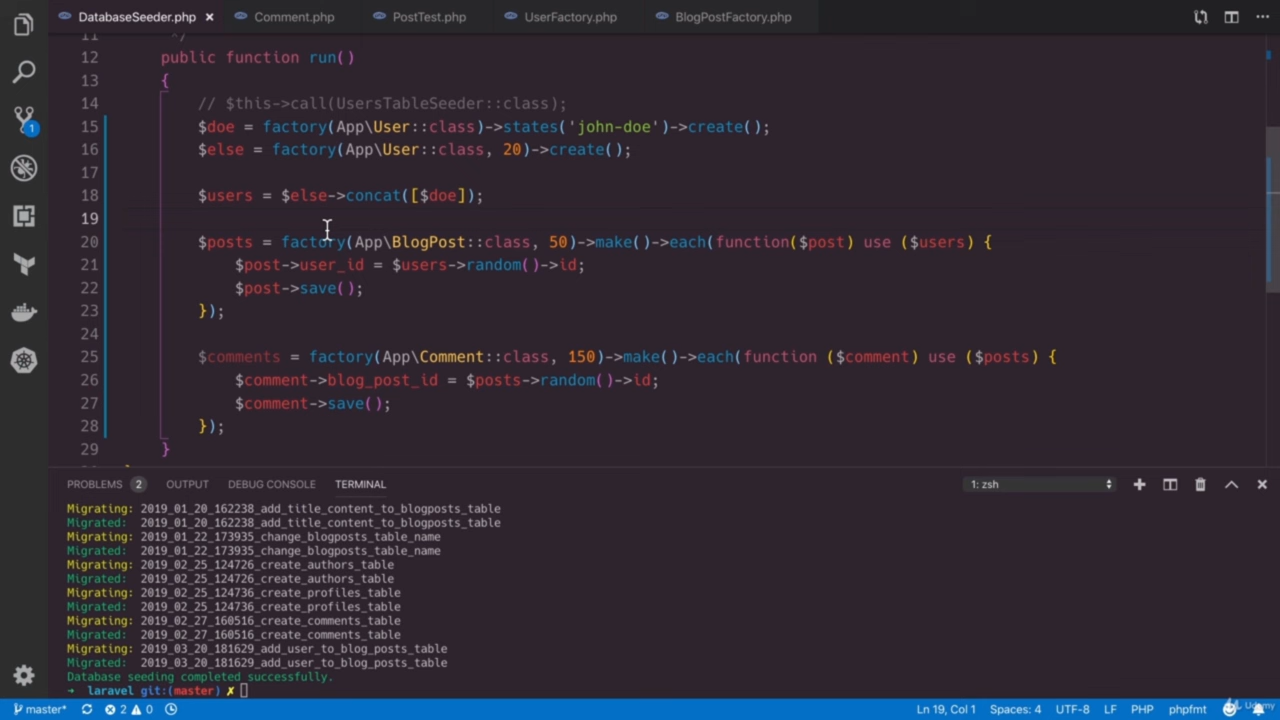 DatabaseSeeder.php × Comment.php PostTest.php UserFactory.php BlogPostFactory.php
11 */
12 public function run()
13 {
14 // $this->call(UsersTableSeeder::class);
15 $doe = factory(App\User::class)->states('john-doe')->create();
16 $else = factory(App\User::class, 20)->create();
17
18 $users = $else->concat([$doe]);
19
20 $posts = factory(App\BlogPost::class, 50)->make()->each(function($post) use ($users) {
21 $post->user_id = $users->random()->id;
22 $post->save();
23 });
24
25 $comments = factory(App\Comment::class, 150)->make()->each(function ($comment) use ($posts) {
26 $comment->blog_post_id = $posts->random()->id;
27 $comment->save();
28 });
29 }
1
PROBLEMS 2 OUTPUT DEBUG CONSOLE TERMINAL 1: zsh
Migrating: 2019_01_20_162238_add_title_content_to_blogposts_table
Migrated: 2019_01_20_162238_add_title_content_to_blogposts_table
Migrating: 2019_01_22_173935_change_blogposts_table_name
Migrated: 2019_01_22_173935_change_blogposts_table_name
Migrating: 2019_02_25_124726_create_authors_table
Migrated: 2019_02_25_124726_create_authors_table
Migrating: 2019_02_25_124736_create_profiles_table
Migrated: 2019_02_25_124736_create_profiles_table
Migrating: 2019_02_27_160516_create_comments_table
Migrated: 2019_02_27_160516_create_comments_table
Migrating: 2019_03_20_181629_add_user_to_blog_posts_table
Migrated: 2019_03_20_181629_add_user_to_blog_posts_table
Database seeding completed successfully.
→ laravel git:(master) ✗
master* 2 0 Ln 19, Col 1 Spaces: 4 UTF-8 LF PHP phpfmt Udemy